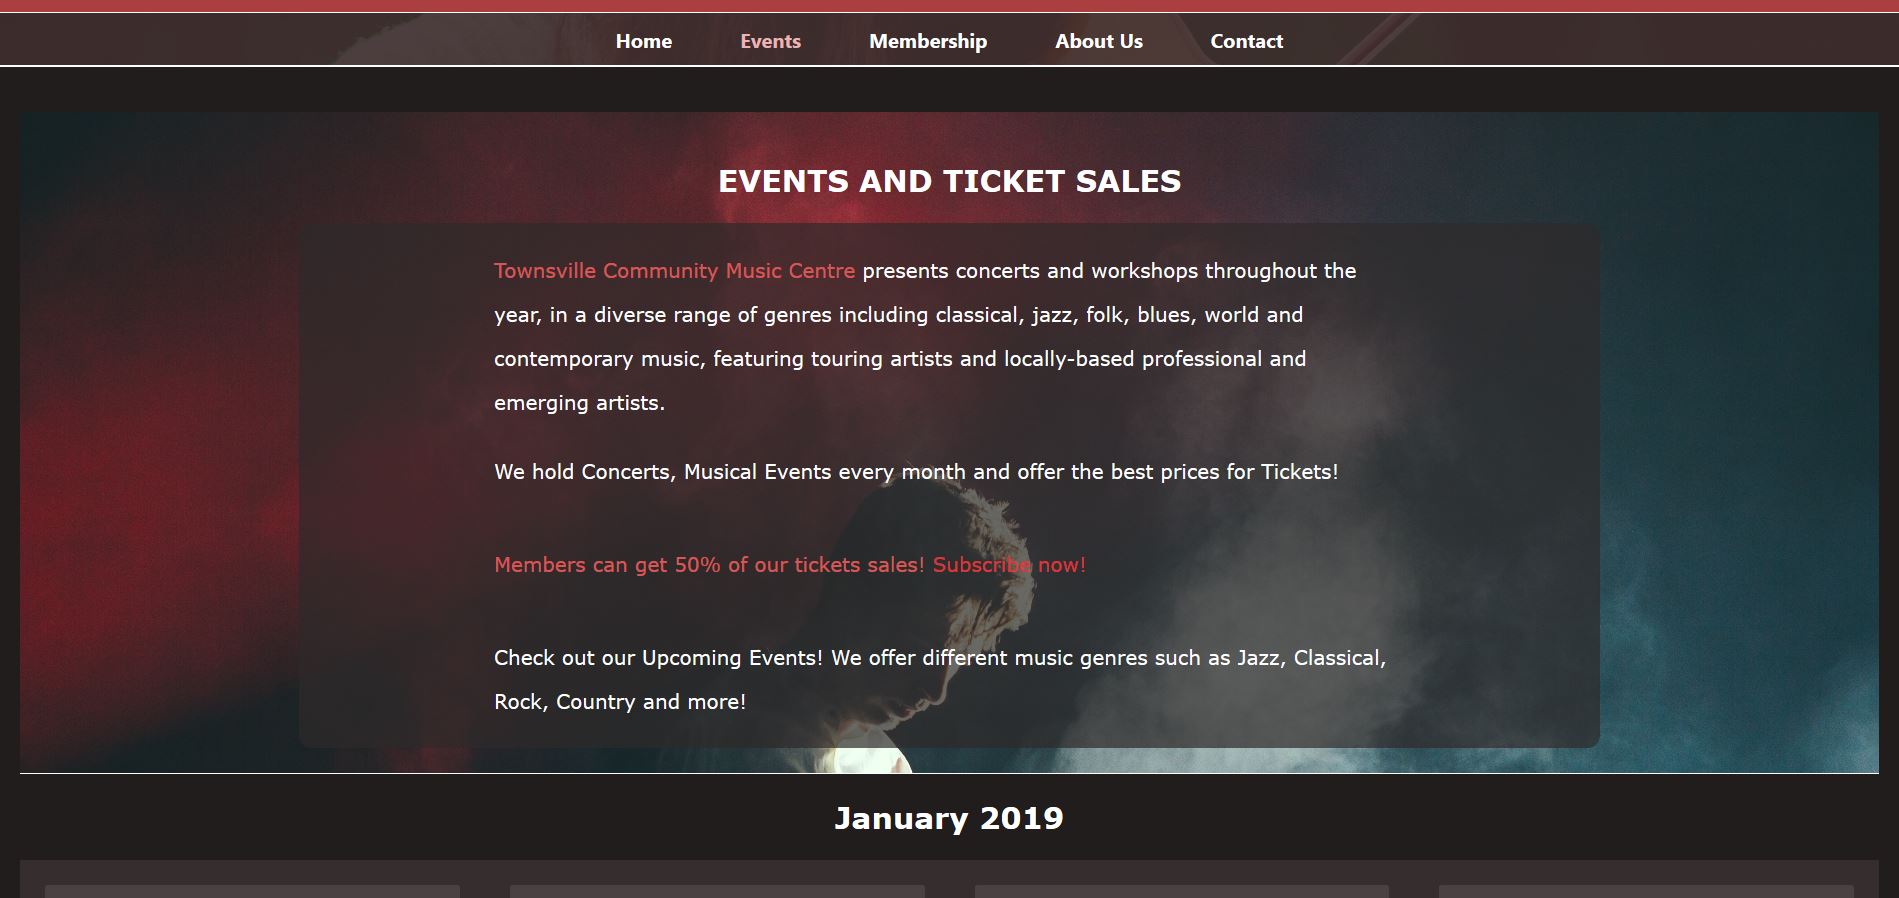 Home Events Membership About Us Contact
EVENTS AND TICKET SALES
Townsville Community Music Centre presents concerts and workshops throughout the
year, in a diverse range of genres including classical, jazz, folk, blues, world and
contemporary music, featuring touring artists and locally-based professional and
emerging artists.
We hold Concerts, Musical Events every month and offer the best prices for Tickets!
Members can get 50% of our tickets sales! Subscribe now!
Check out our Upcoming Events! We offer different music genres such as Jazz, Classical,
Rock, Country and more!
January 2019